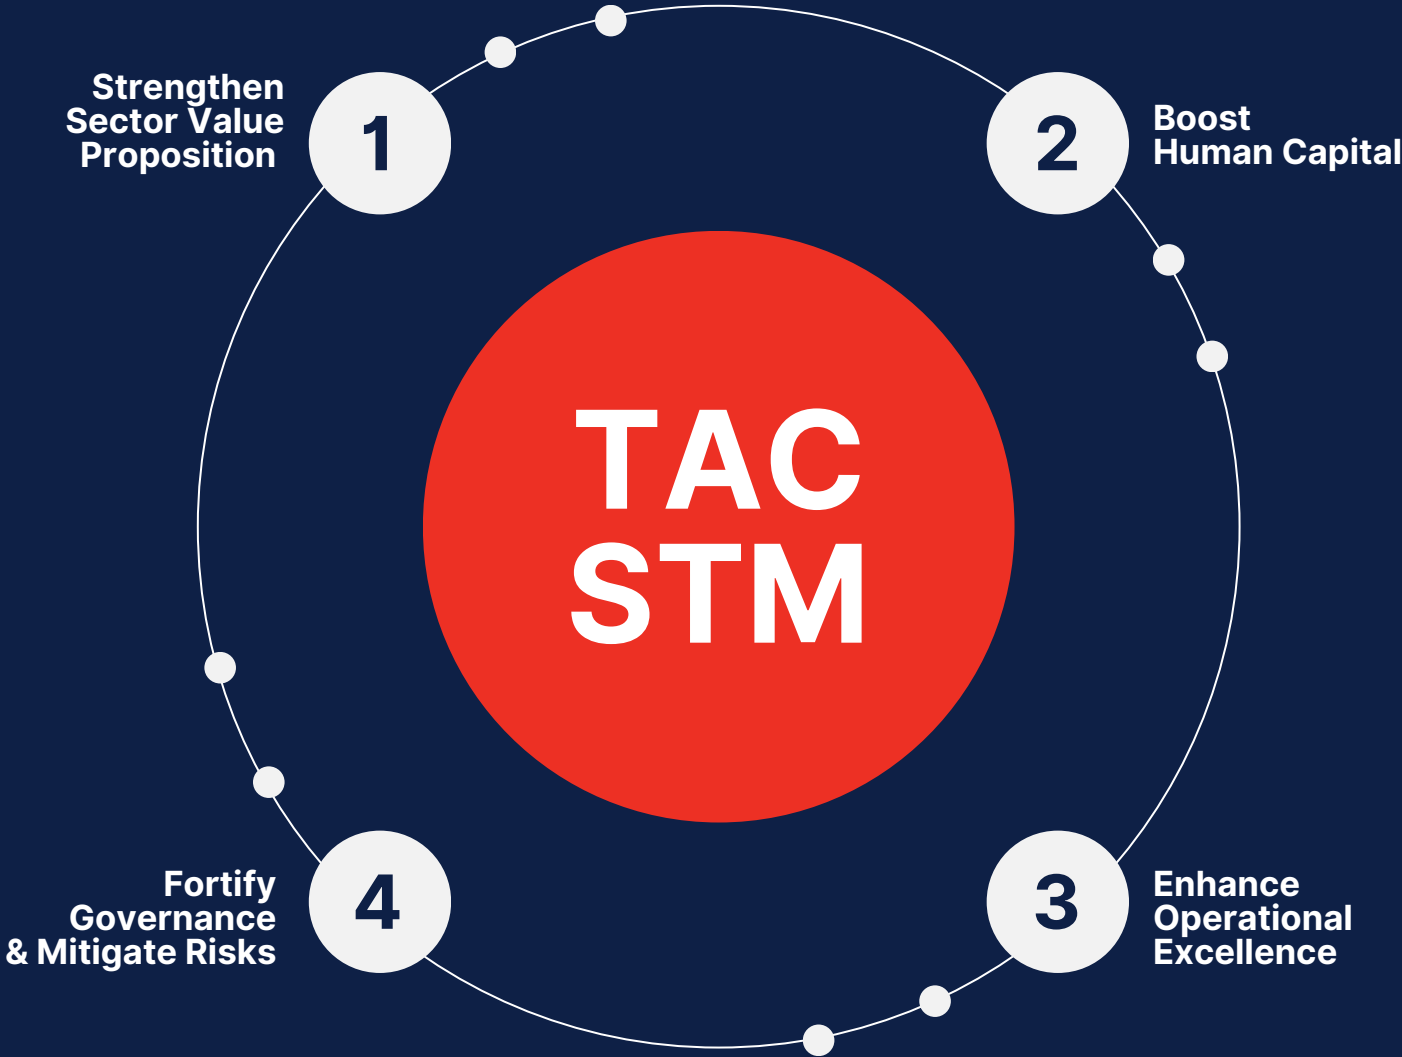 Strengthen
Sector Value
Proposition
1
2
Boost
Human Capital
TAC
STM
Fortify
Governance
& Mitigate Risks
4
3
Enhance
Operational
Excellence